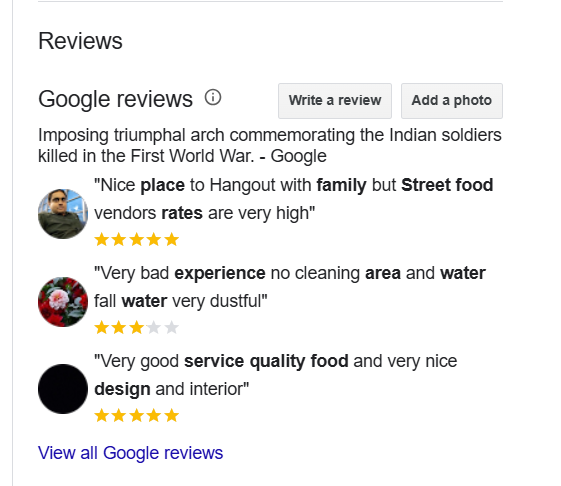 Reviews
Google reviews
Write a review
Add a photo
Imposing triumphal arch commemorating the Indian soldiers
killed in the First World War. - Google
"Nice place to Hangout with family but Street food
vendors rates are very high"
"Very bad experience no cleaning area and water
fall water very dustful"
"Very good service quality food and very nice
design and interior"
View all Google reviews